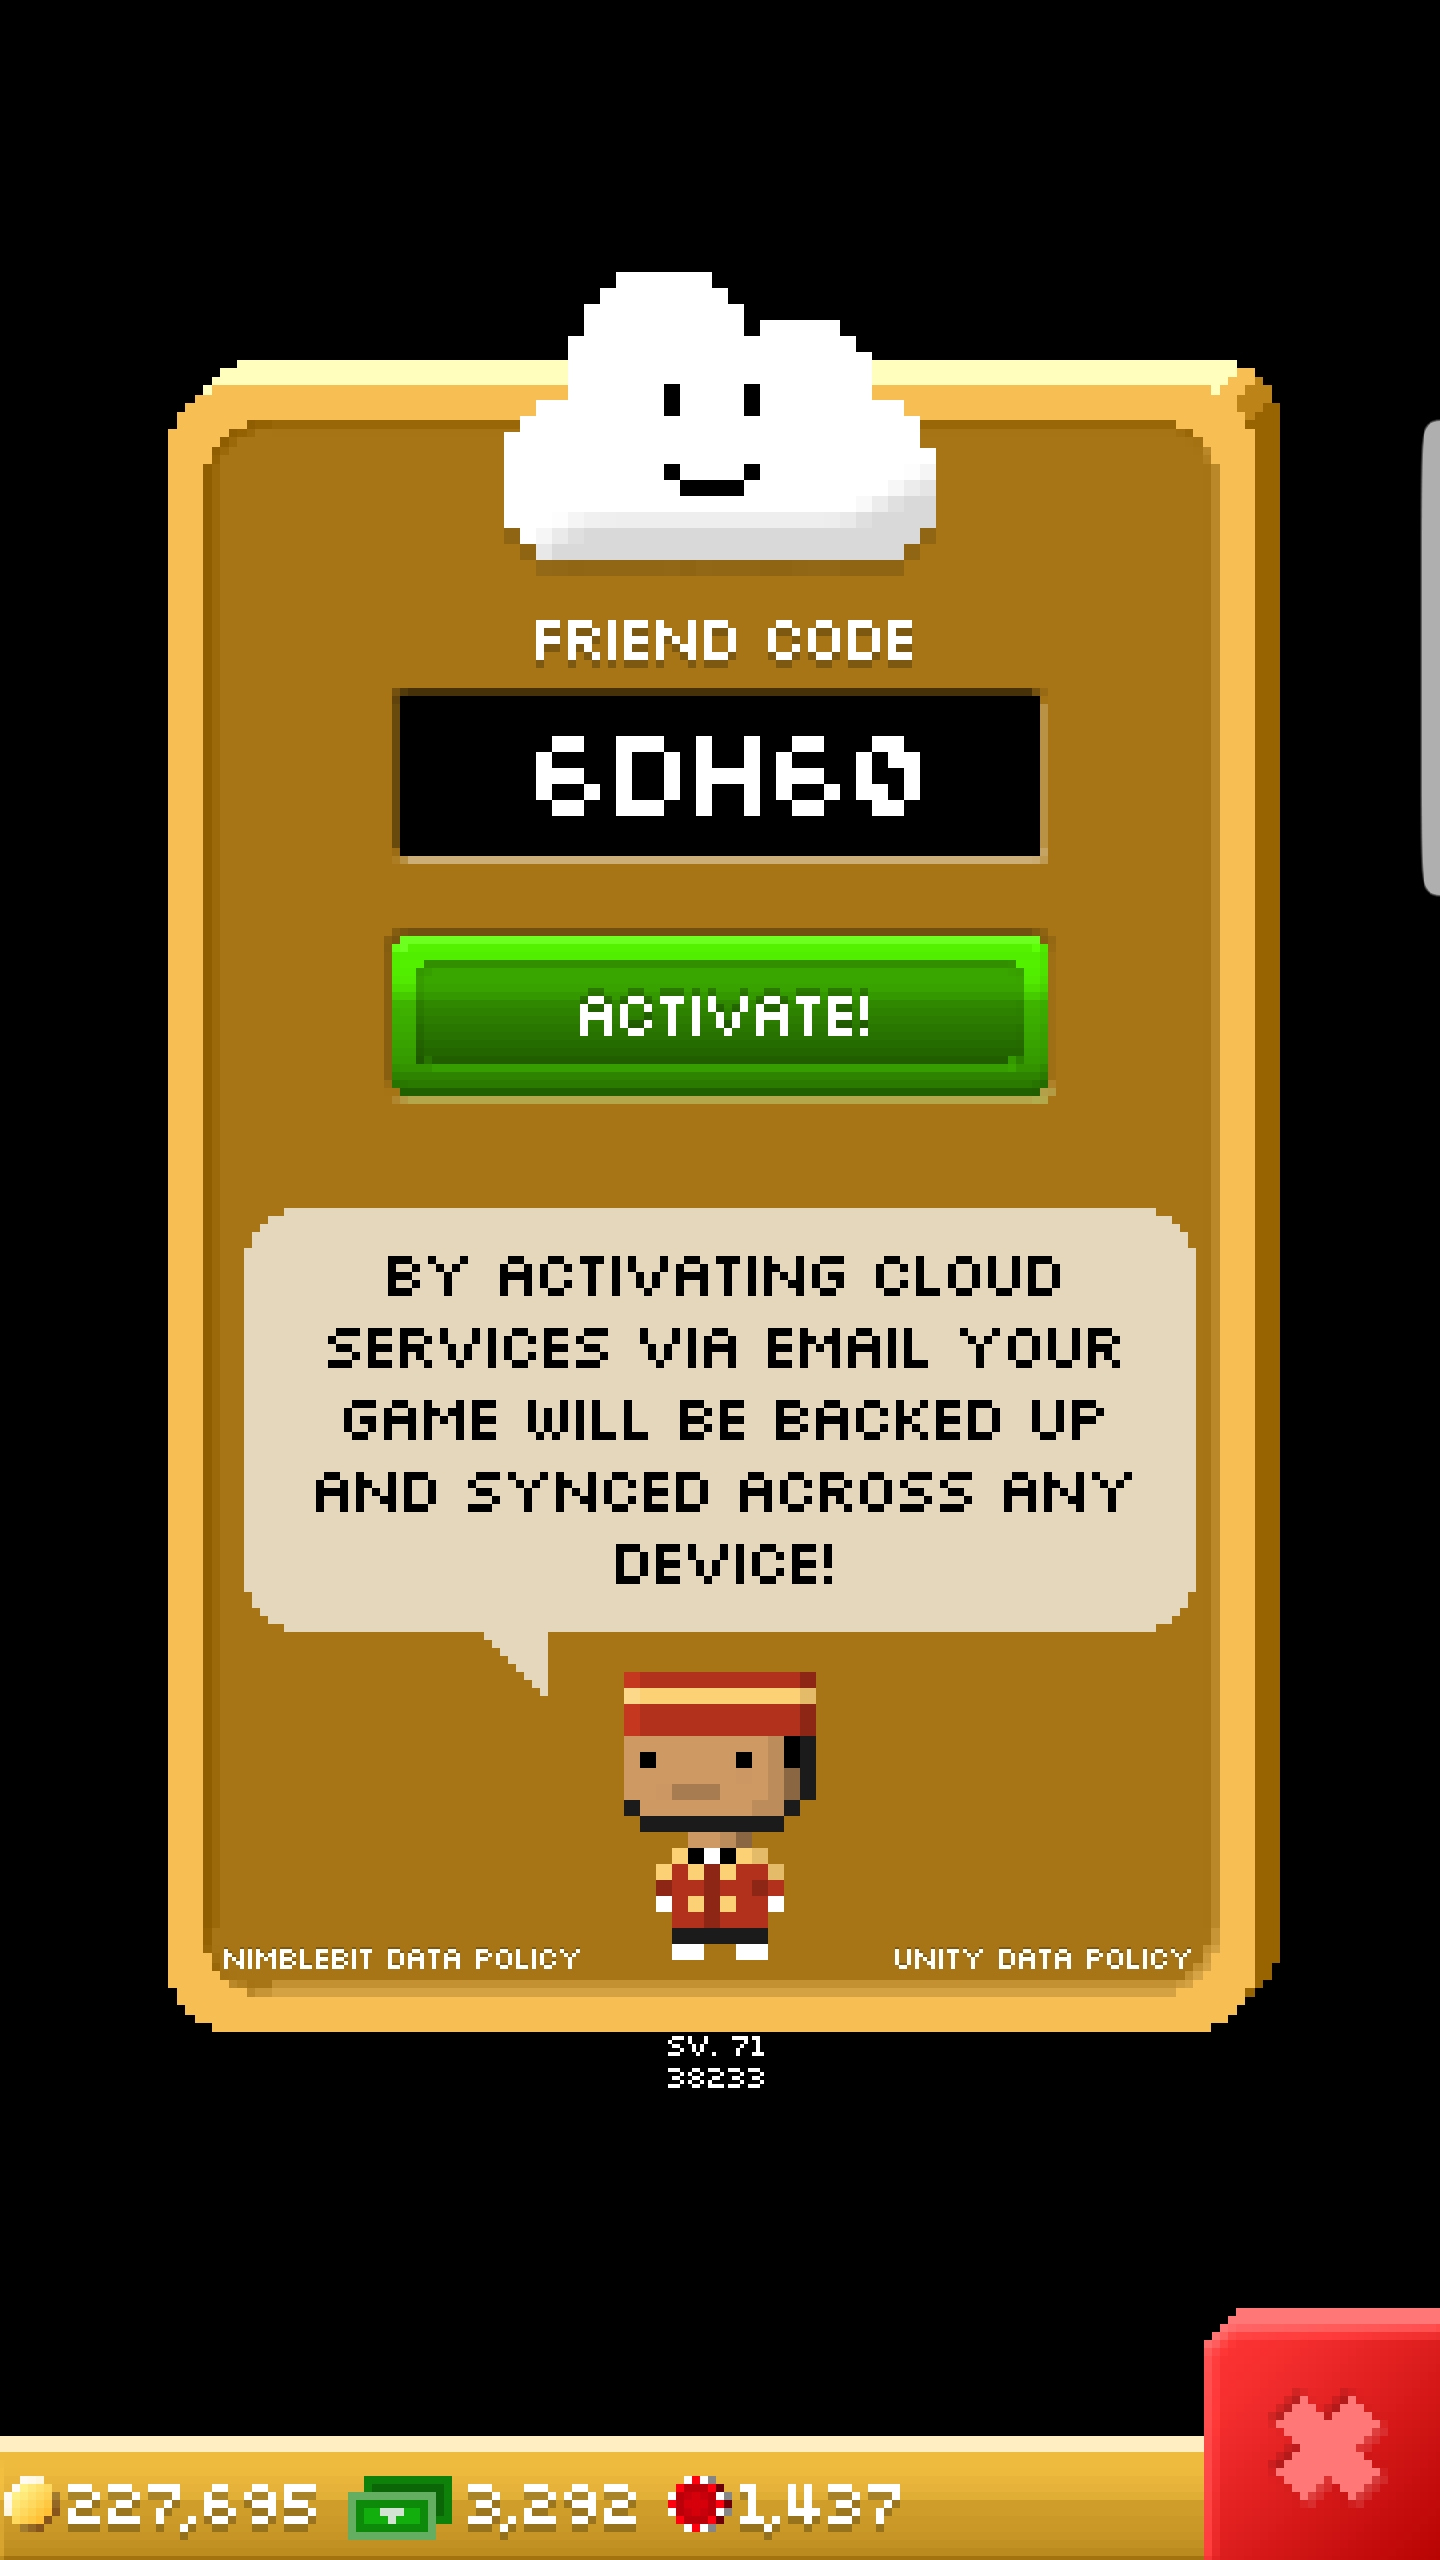 FRIEND CODE
6DH60
ACTIVATE!
BY ACTIVATING CLOUD
SERVICES VIA EMAIL YOUR
GAME WILL BE BACKED UP
AND SYNCED ACROSS ANY
DEVICE!
NIMBLEBIT DATA POLICY
UNITY DATA POLICY
SV. 71
38233
227,695 3,292 1,437